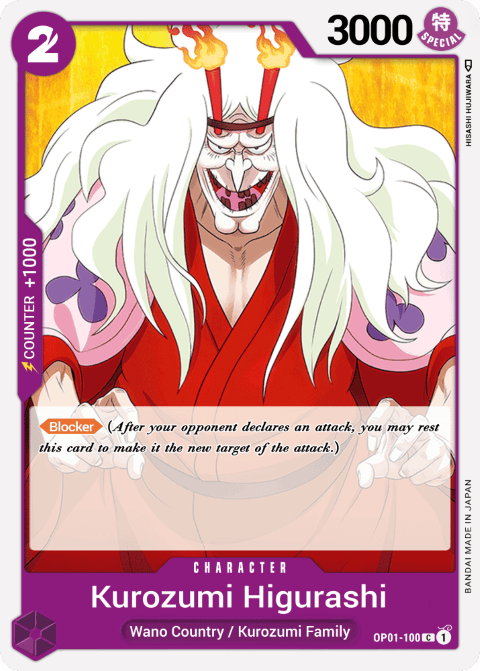 2
3000
特
SPECIAL
HISASHI HUJIWARA
COUNTER +1000
Blocker (After your opponent declares an attack, you may rest
this card to make it the new target of the attack.)
BANDAI MADE IN JAPAN
CHARACTER
Kurozumi Higurashi
Wano Country / Kurozumi Family
OP01-100 C 1